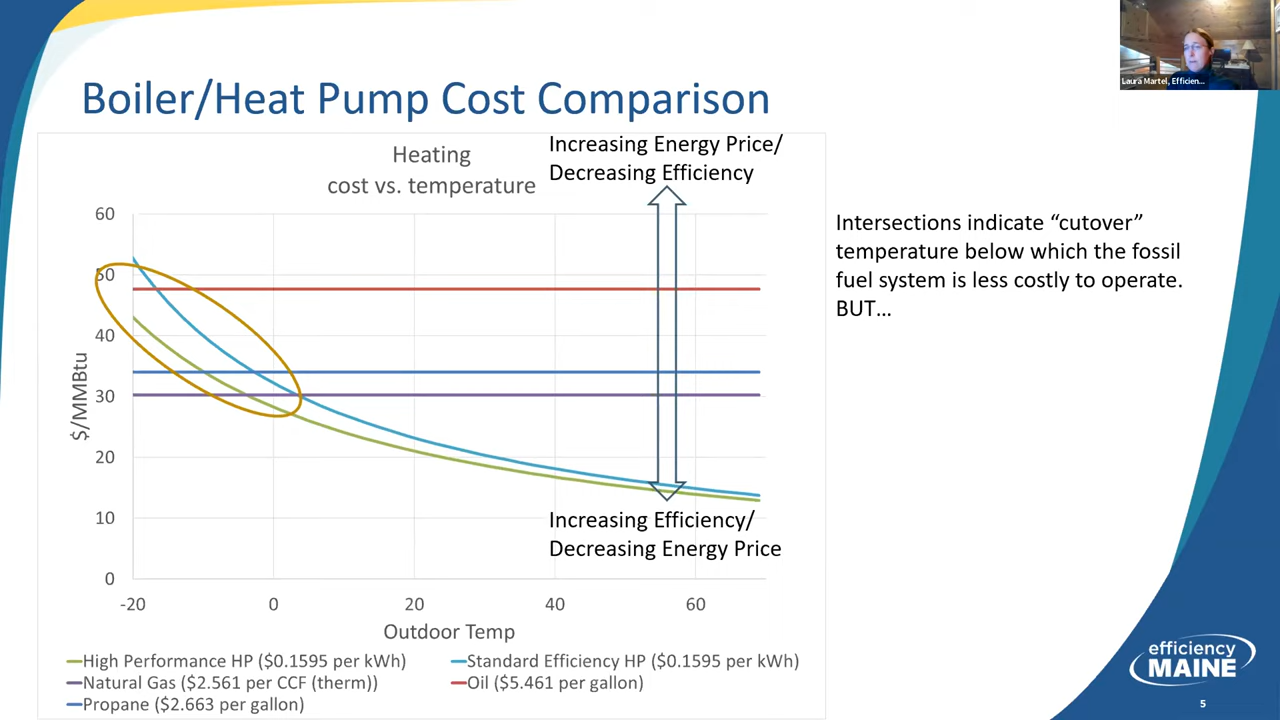 Laura Martel, Efficien...
Boiler/Heat Pump Cost Comparison
Heating
cost vs. temperature
Increasing Energy Price/
Decreasing Efficiency
60
50
40
30
20
10
0
$/MMBtu
-20
0
20
40
60
Outdoor Temp
Increasing Efficiency/
Decreasing Energy Price
High Performance HP ($0.1595 per kWh)
Standard Efficiency HP ($0.1595 per kWh)
Natural Gas ($2.561 per CCF (therm))
Oil ($5.461 per gallon)
Propane ($2.663 per gallon)
Intersections indicate “cutover”
temperature below which the fossil
fuel system is less costly to operate.
BUT…
efficiency
MAINE
5